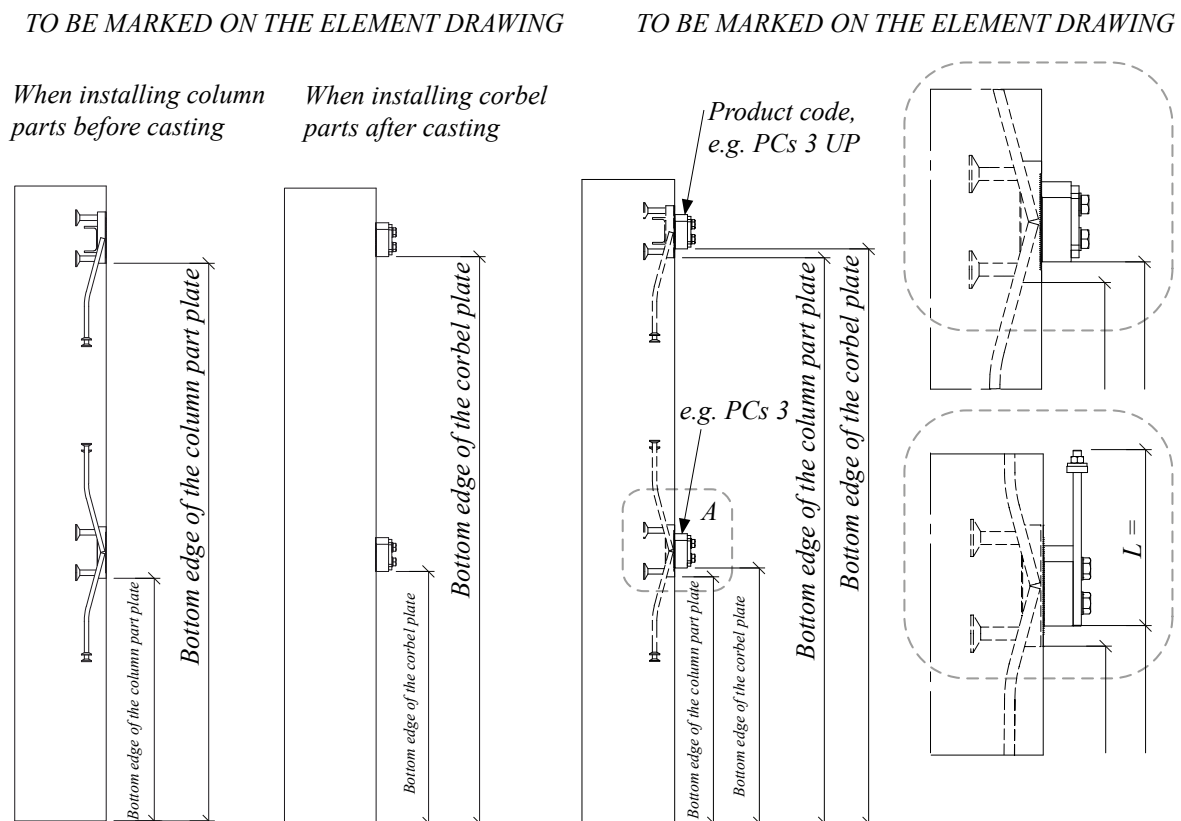 TO BE MARKED ON THE ELEMENT DRAWING
TO BE MARKED ON THE ELEMENT DRAWING
When installing column
parts before casting
When installing corbel
parts after casting
Product code,
e.g. PCs 3 UP
e.g. PCs 3
A
Bottom edge of the column part plate
Bottom edge of the column part plate
Bottom edge of the corbel plate
Bottom edge of the corbel plate
Bottom edge of the column part plate
Bottom edge of the corbel plate
Bottom edge of the column part plate
Bottom edge of the corbel plate
L =